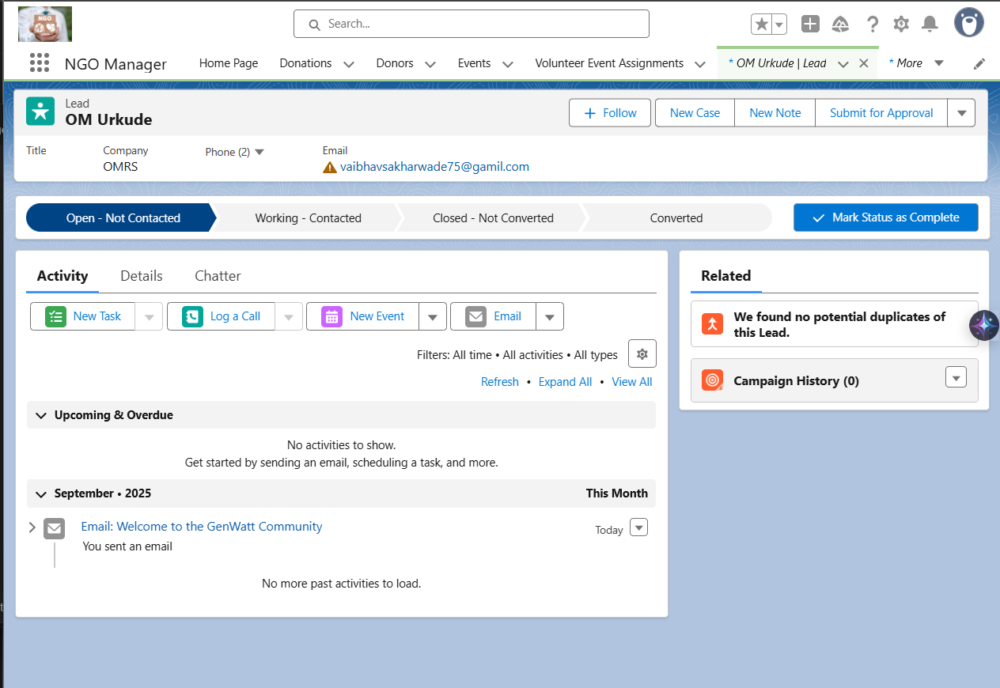 NGO
Search...
NGO Manager
Home Page
Donations
Donors
Events
Volunteer Event Assignments
* OM Urkude | Lead
* More
Lead
OM Urkude
Follow
New Case
New Note
Submit for Approval
Title
Company
OMRS
Phone (2)
Email
vaibhavsakharwade75@gamil.com
Open - Not Contacted
Working - Contacted
Closed - Not Converted
Converted
Mark Status as Complete
Activity
Details
Chatter
New Task
Log a Call
New Event
Email
Filters: All time • All activities • All types
Refresh • Expand All • View All
Upcoming & Overdue
No activities to show.
Get started by sending an email, scheduling a task, and more.
September • 2025
This Month
Email: Welcome to the GenWatt Community
Today
You sent an email
No more past activities to load.
Related
We found no potential duplicates of
this Lead.
Campaign History (0)